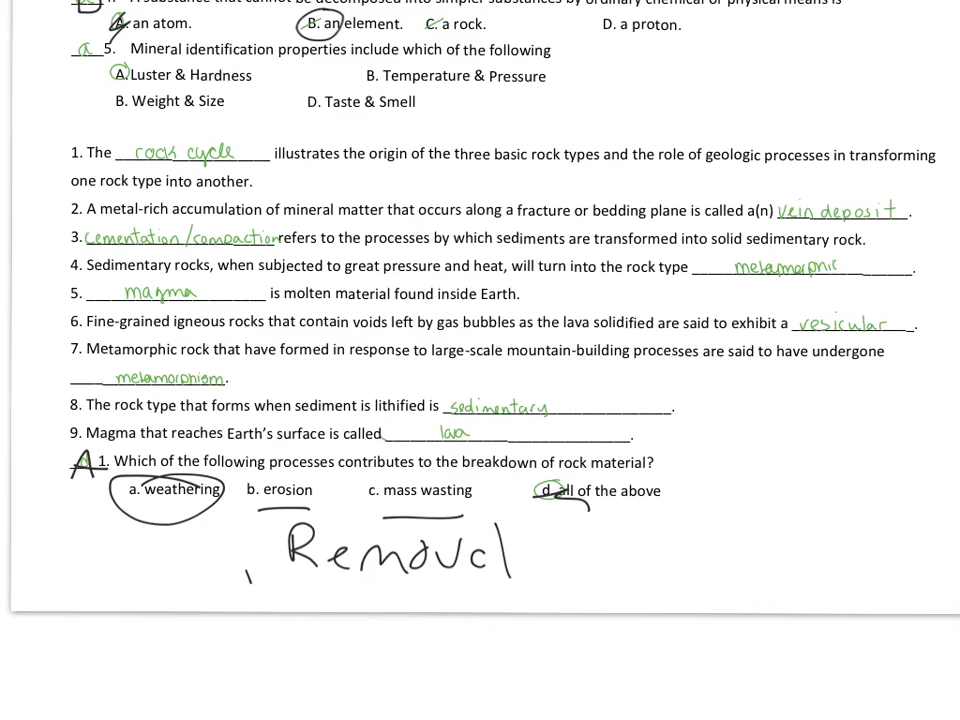 B
an atom. B. an element. C. a rock. D. a proton.
a 5. Mineral identification properties include which of the following
A. Luster & Hardness B. Temperature & Pressure
B. Weight & Size D. Taste & Smell
1. The rock cycle illustrates the origin of the three basic rock types and the role of geologic processes in transforming
one rock type into another.
2. A metal-rich accumulation of mineral matter that occurs along a fracture or bedding plane is called a(n) vein deposit.
3. cementation/compaction refers to the processes by which sediments are transformed into solid sedimentary rock.
4. Sedimentary rocks, when subjected to great pressure and heat, will turn into the rock type metamorphic.
5. magma is molten material found inside Earth.
6. Fine-grained igneous rocks that contain voids left by gas bubbles as the lava solidified are said to exhibit a vesicular.
7. Metamorphic rock that have formed in response to large-scale mountain-building processes are said to have undergone
metamorphism.
8. The rock type that forms when sediment is lithified is sedimentary.
9. Magma that reaches Earth's surface is called lava.
A 1. Which of the following processes contributes to the breakdown of rock material?
a. weathering b. erosion c. mass wasting d. all of the above
Removal